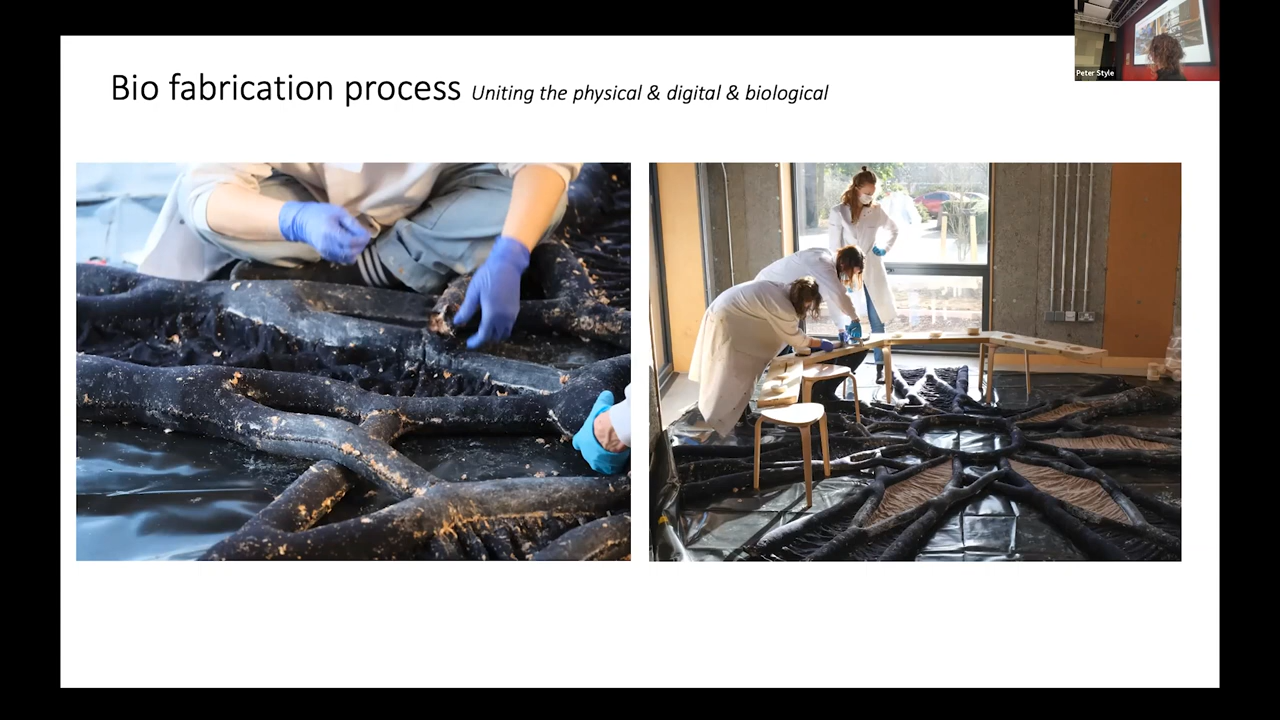 Bio fabrication process Uniting the physical & digital & biological
Peter Style